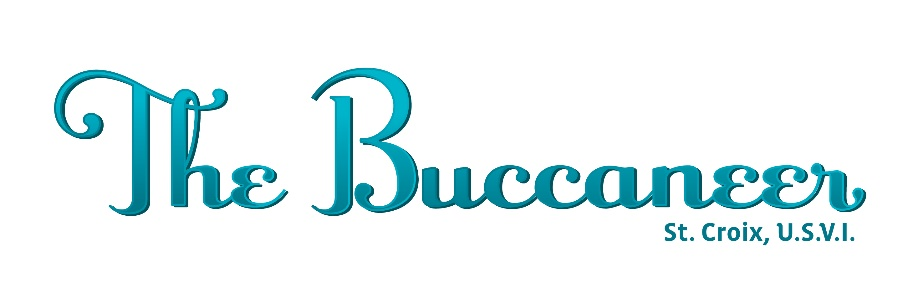 The Buccaneer
St. Croix, U.S.V.I.